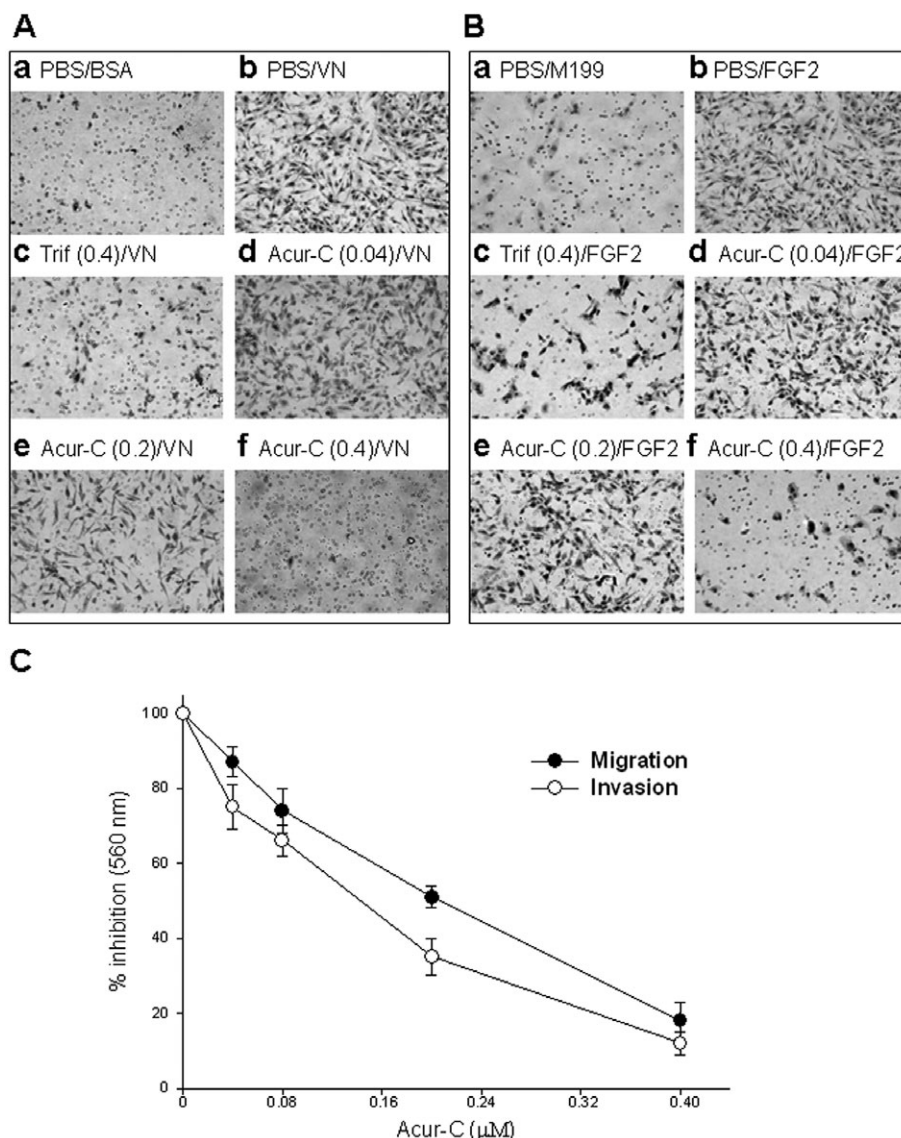 A
B
a PBS/BSA
b PBS/VN
a PBS/M199
b PBS/FGF2
c Trif (0.4)/VN
d Acur-C (0.04)/VN
c Trif (0.4)/FGF2
d Acur-C (0.04)/FGF2
e Acur-C (0.2)/VN
f Acur-C (0.4)/VN
e Acur-C (0.2)/FGF2
f Acur-C (0.4)/FGF2
C
100
80
60
40
20
0
% inhibition (560 nm)
Migration
Invasion
0 0.08 0.16 0.24 0.32 0.40
Acur-C (µM)